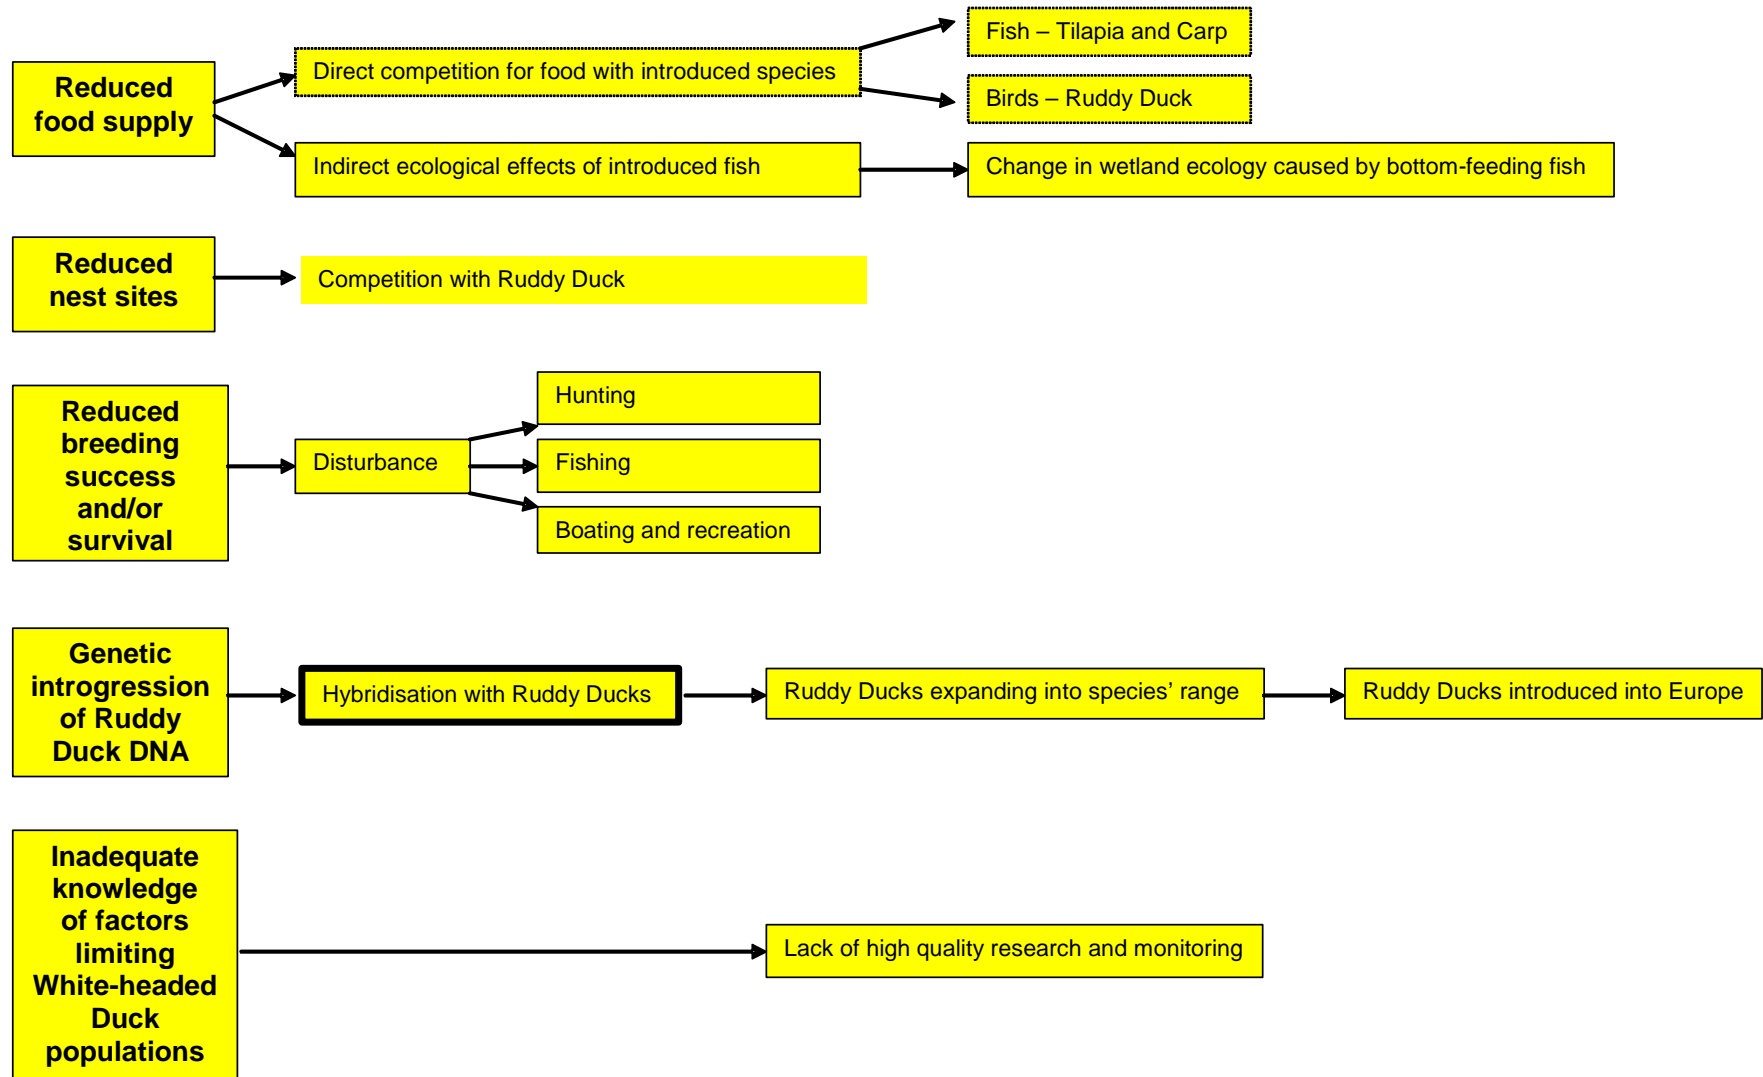 Reduced
food supply
Direct competition for food with introduced species
Fish – Tilapia and Carp
Birds – Ruddy Duck
Indirect ecological effects of introduced fish
Change in wetland ecology caused by bottom-feeding fish
Reduced
nest sites
Competition with Ruddy Duck
Reduced
breeding
success
and/or
survival
Disturbance
Hunting
Fishing
Boating and recreation
Genetic
introgression
of Ruddy
Duck DNA
Hybridisation with Ruddy Ducks
Ruddy Ducks expanding into species’ range
Ruddy Ducks introduced into Europe
Inadequate
knowledge
of factors
limiting
White-headed
Duck
populations
Lack of high quality research and monitoring